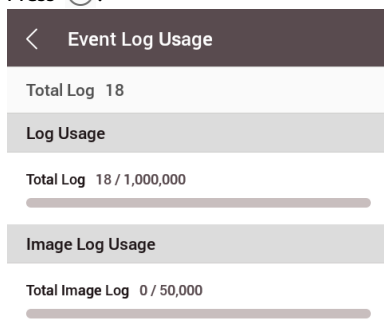 Event Log Usage
Total Log 18
Log Usage
Total Log 18 / 1,000,000
Image Log Usage
Total Image Log 0 / 50,000